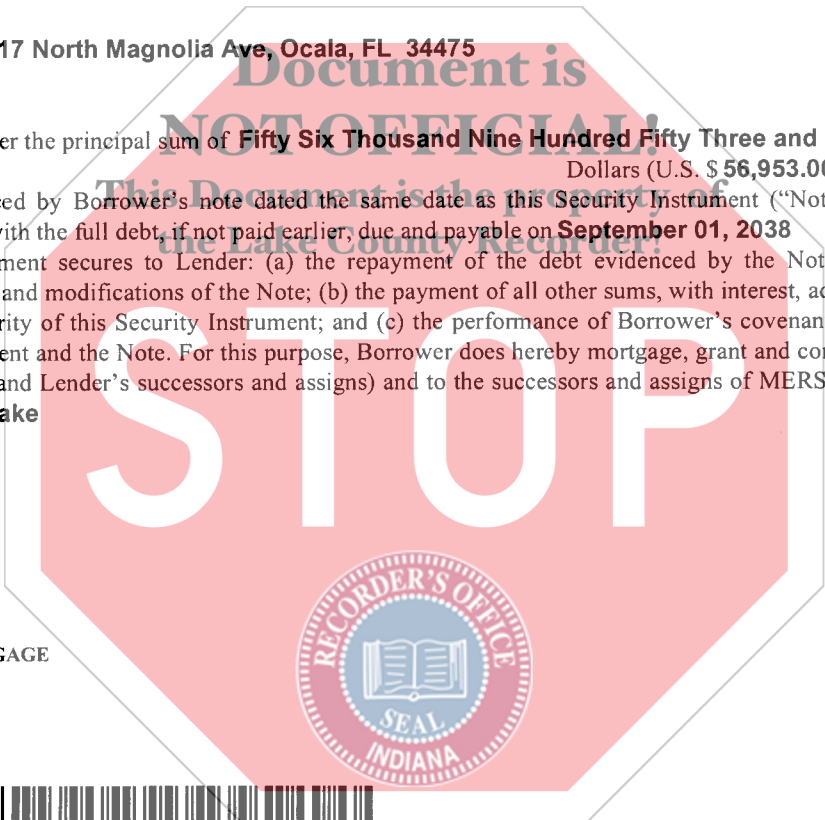 17 North Magnolia Ave, Ocala, FL 34475
Document is
er the principal sum of Fifty Six Thousand Nine Hundred Fifty Three and
NOT OFFICIAL!
Dollars (U.S. $ 56,953.00
This Document is the property of
ed by Borrower's note dated the same date as this Security Instrument ("Not
the Lake County Recorder!
ith the full debt, if not paid earlier, due and payable on September 01, 2038
ment secures to Lender: (a) the repayment of the debt evidenced by the Not
and modifications of the Note; (b) the payment of all other sums, with interest, ad
rity of this Security Instrument; and (c) the performance of Borrower's covenan
ent and the Note. For this purpose, Borrower does hereby mortgage, grant and con
and Lender's successors and assigns) and to the successors and assigns of MERS
ake
STOP
RECORDER'S OFFICE
SEAL
INDIANA
GAGE